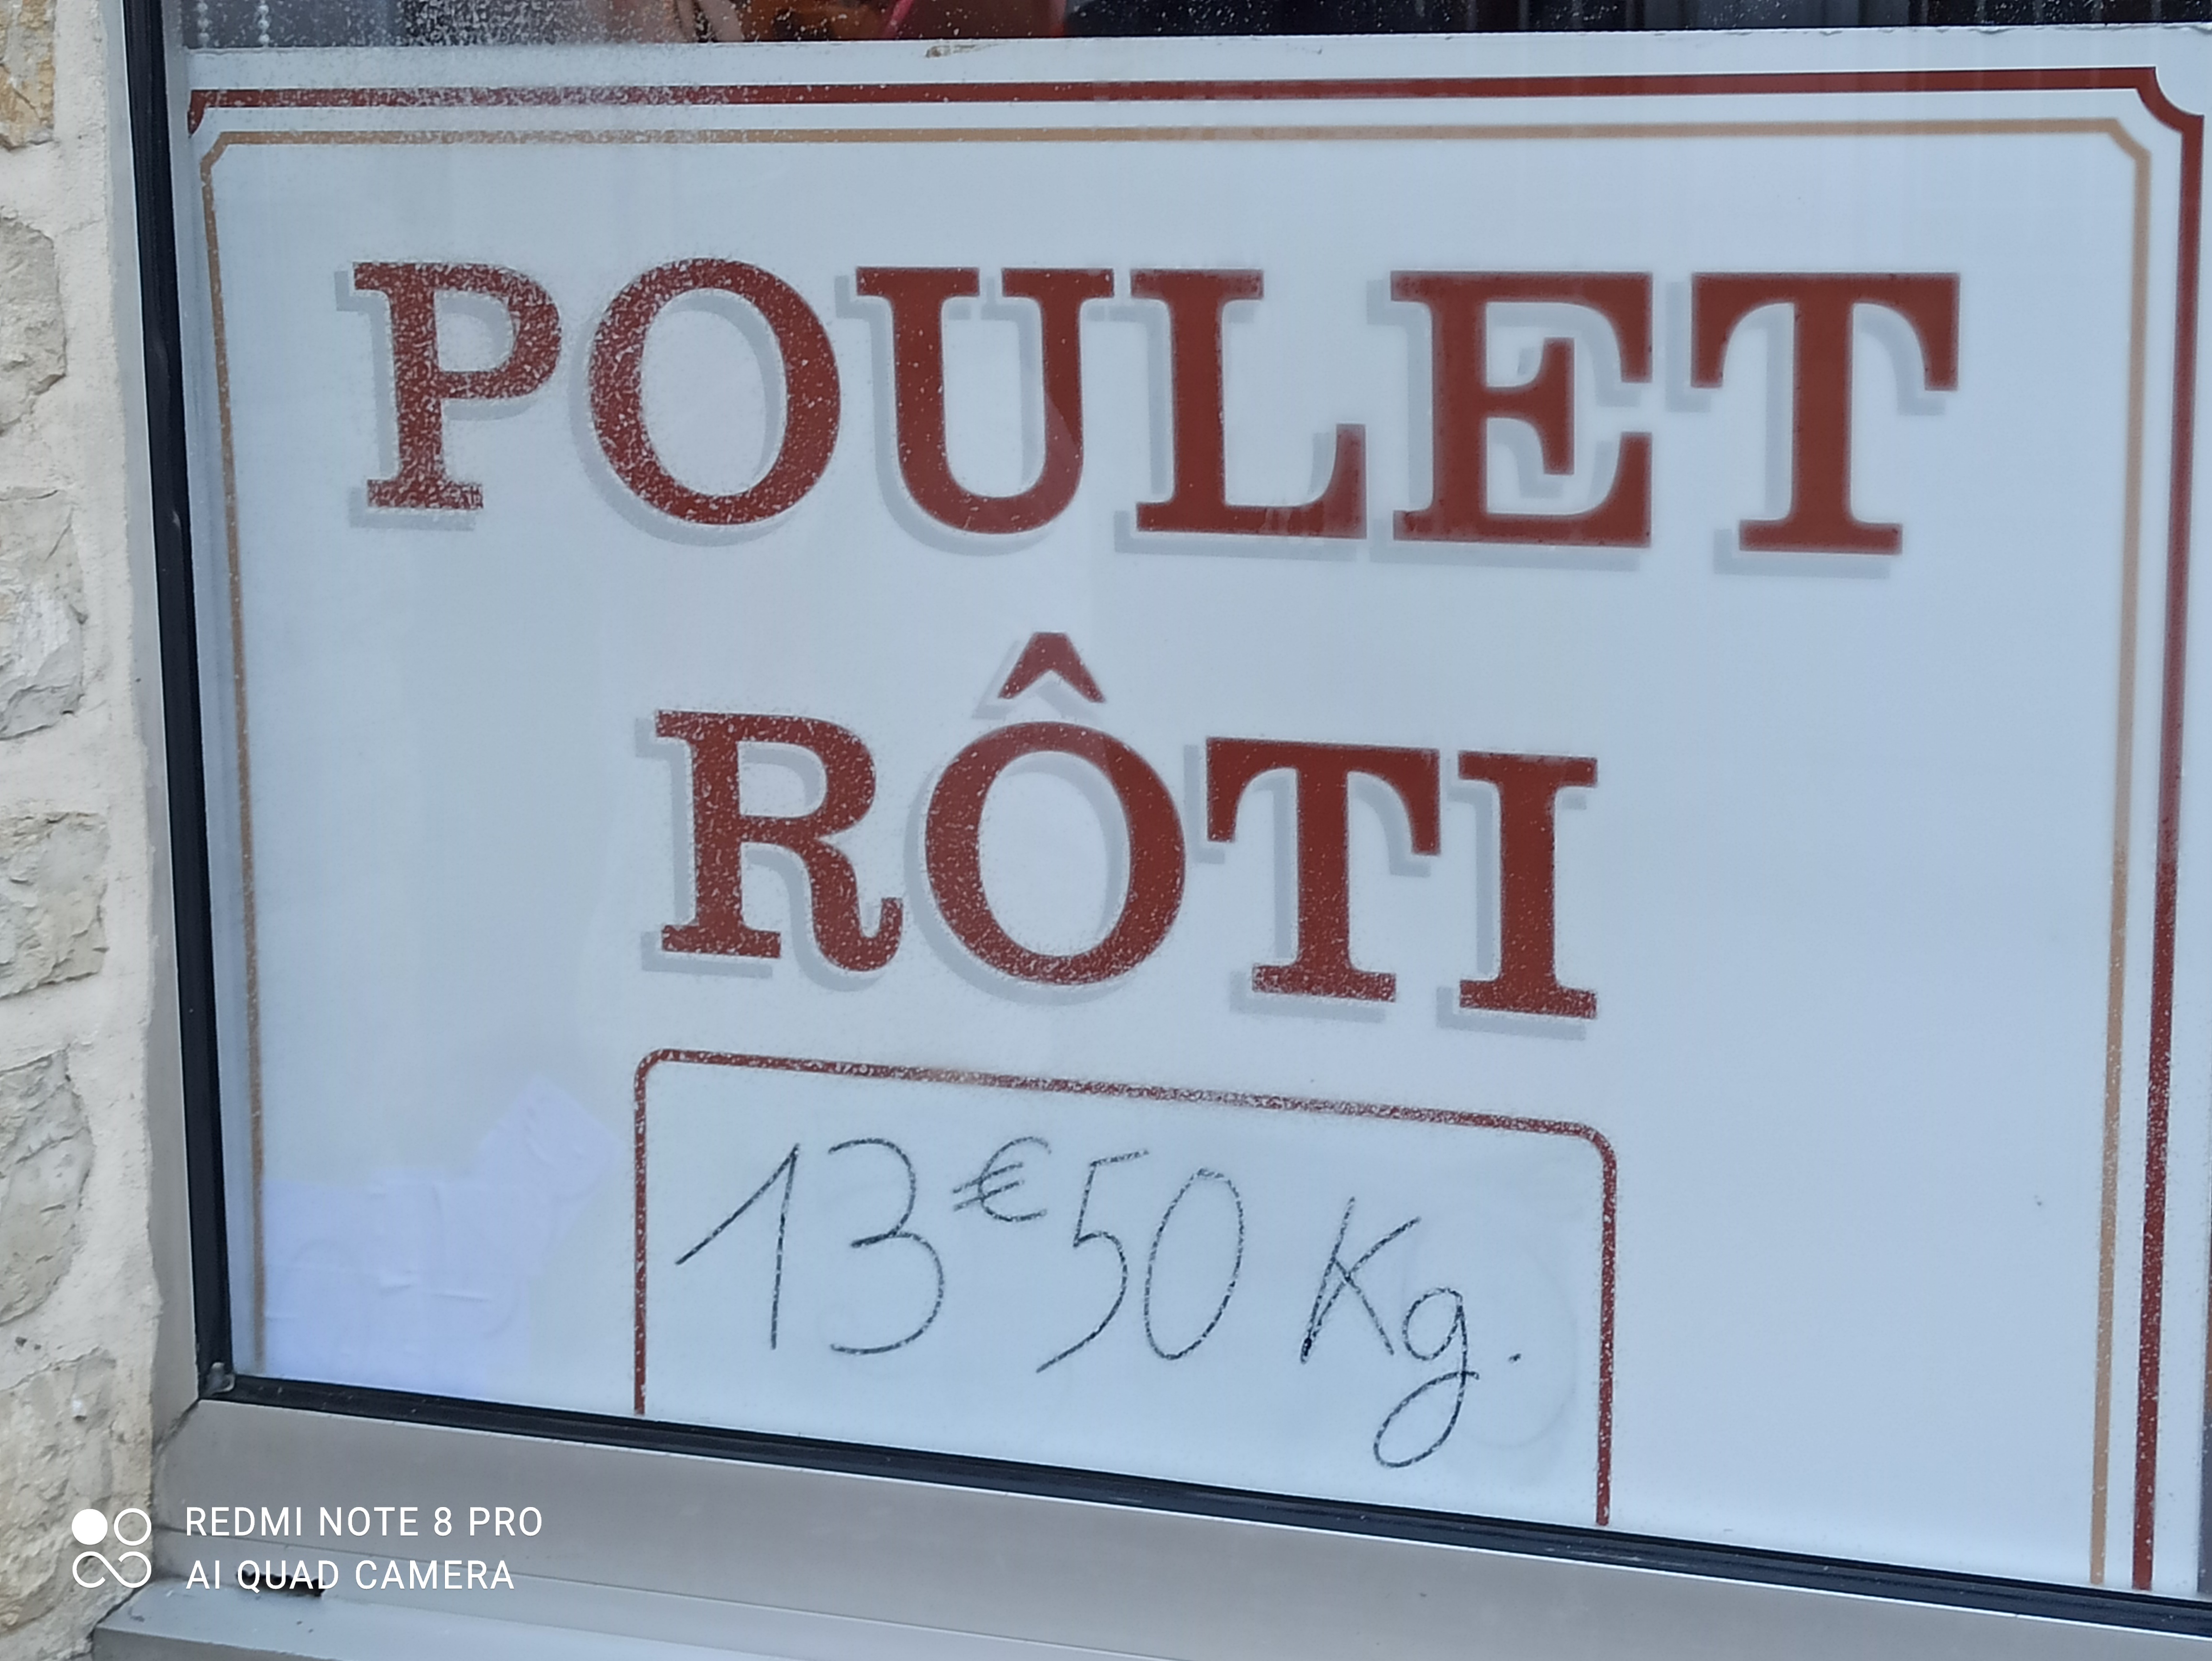 POULET
RÔTI
13€50 Kg.
REDMI NOTE 8 PRO
AI QUAD CAMERA